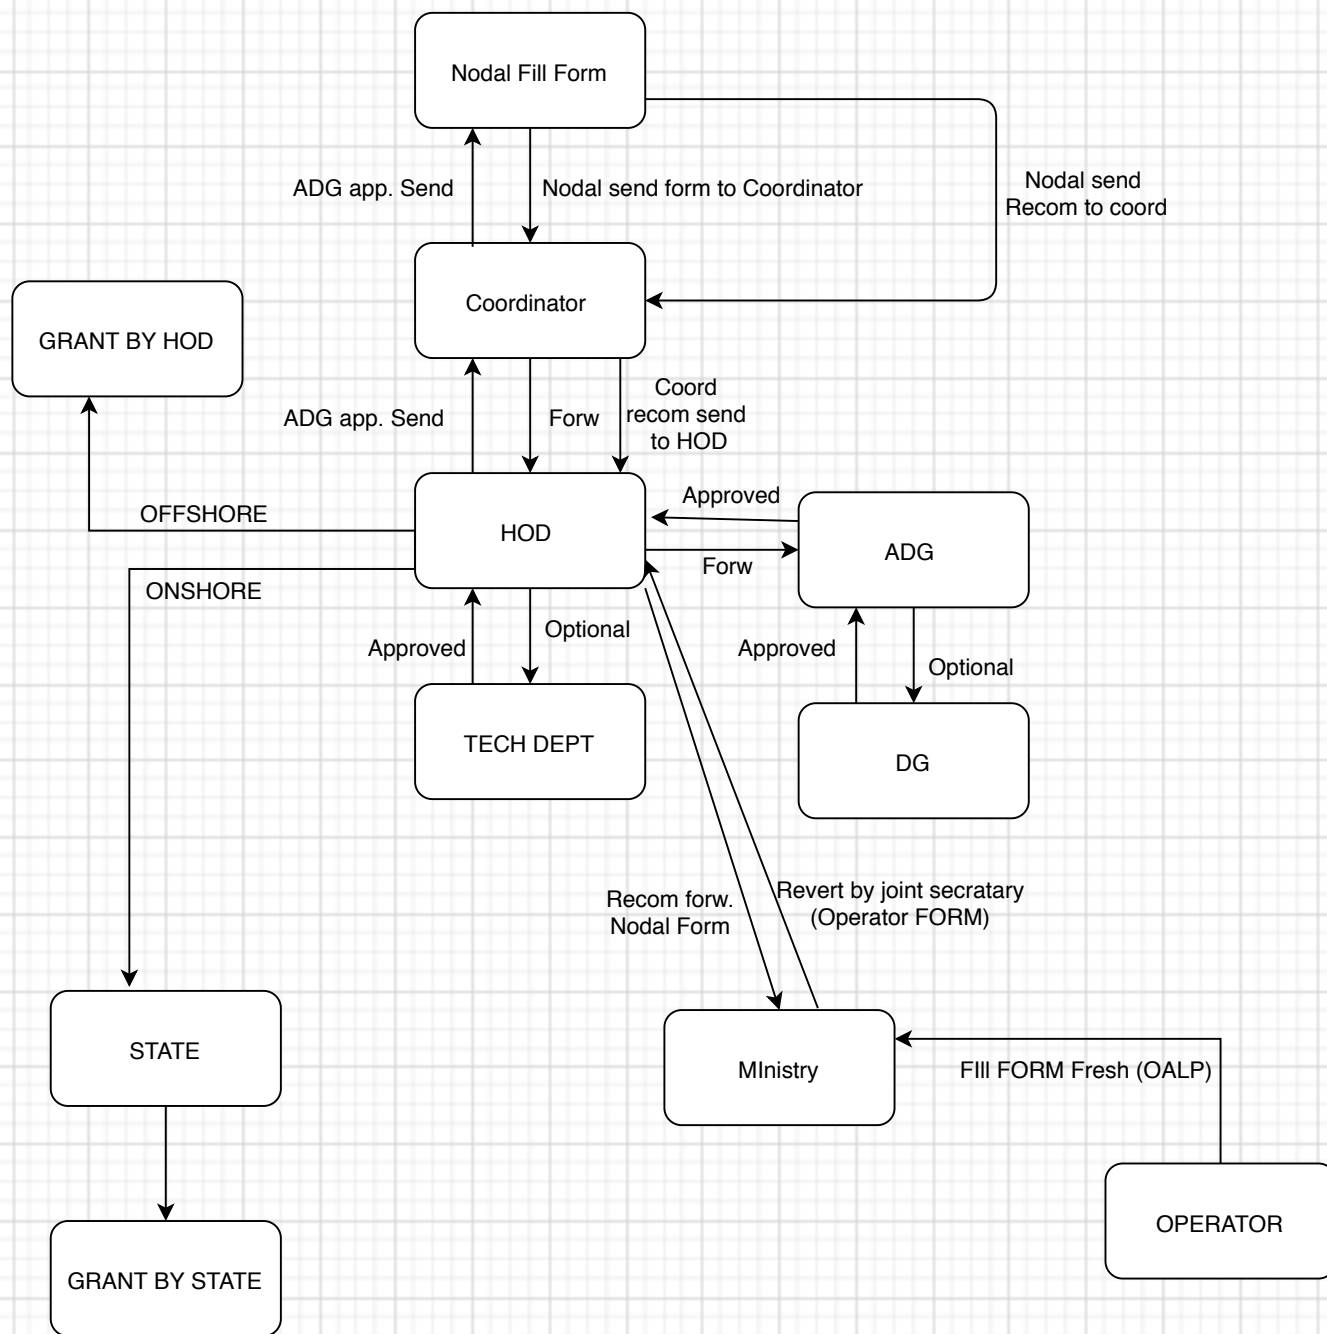 Nodal Fill Form
ADG app. Send
Nodal send form to Coordinator
Nodal send
Recom to coord
Coordinator
GRANT BY HOD
ADG app. Send
Forw
Coord
recom send
to HOD
HOD
OFFSHORE
ONSHORE
Approved
Forw
ADG
Approved
Optional
TECH DEPT
Approved
Optional
DG
Recom forw.
Nodal Form
Revert by joint secratary
(Operator FORM)
STATE
MInistry
FIll FORM Fresh (OALP)
OPERATOR
GRANT BY STATE